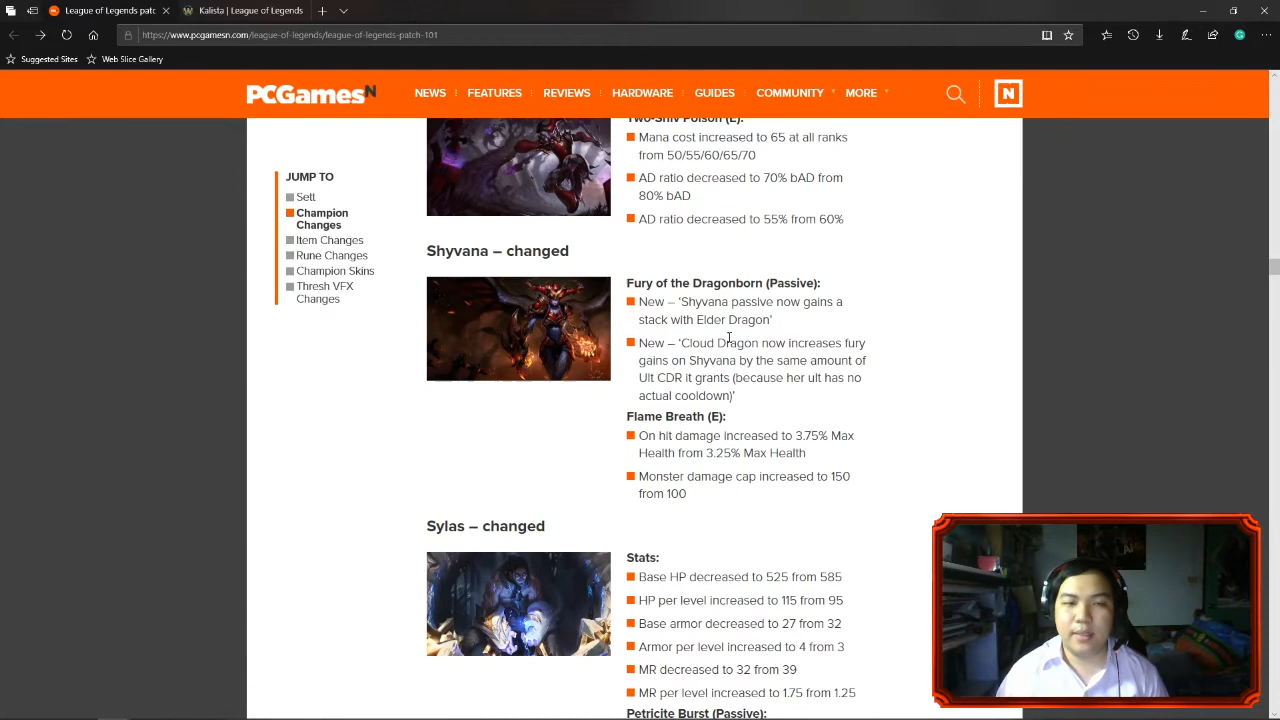 League of Legends patc
Kalista | League of Legends
https://www.pcgamesn.com/league-of-legends/league-of-legends-patch-101
Suggested Sites
Web Slice Gallery
PCGamesN
NEWS
FEATURES
REVIEWS
HARDWARE
GUIDES
COMMUNITY
MORE
N
JUMP TO
Sett
Champion
Changes
Item Changes
Rune Changes
Champion Skins
Thresh VFX
Changes
Two-Shiv Poison (E):
Mana cost increased to 65 at all ranks
from 50/55/60/65/70
AD ratio decreased to 70% bAD from
80% bAD
AD ratio decreased to 55% from 60%
Shyvana – changed
Fury of the Dragonborn (Passive):
New – ‘Shyvana passive now gains a
stack with Elder Dragon’
New – ‘Cloud Dragon now increases fury
gains on Shyvana by the same amount of
Ult CDR it grants (because her ult has no
actual cooldown)’
Flame Breath (E):
On hit damage increased to 3.75% Max
Health from 3.25% Max Health
Monster damage cap increased to 150
from 100
Sylas – changed
Stats:
Base HP decreased to 525 from 585
HP per level increased to 115 from 95
Base armor decreased to 27 from 32
Armor per level increased to 4 from 3
MR decreased to 32 from 39
MR per level increased to 1.75 from 1.25
Petricite Burst (Passive):